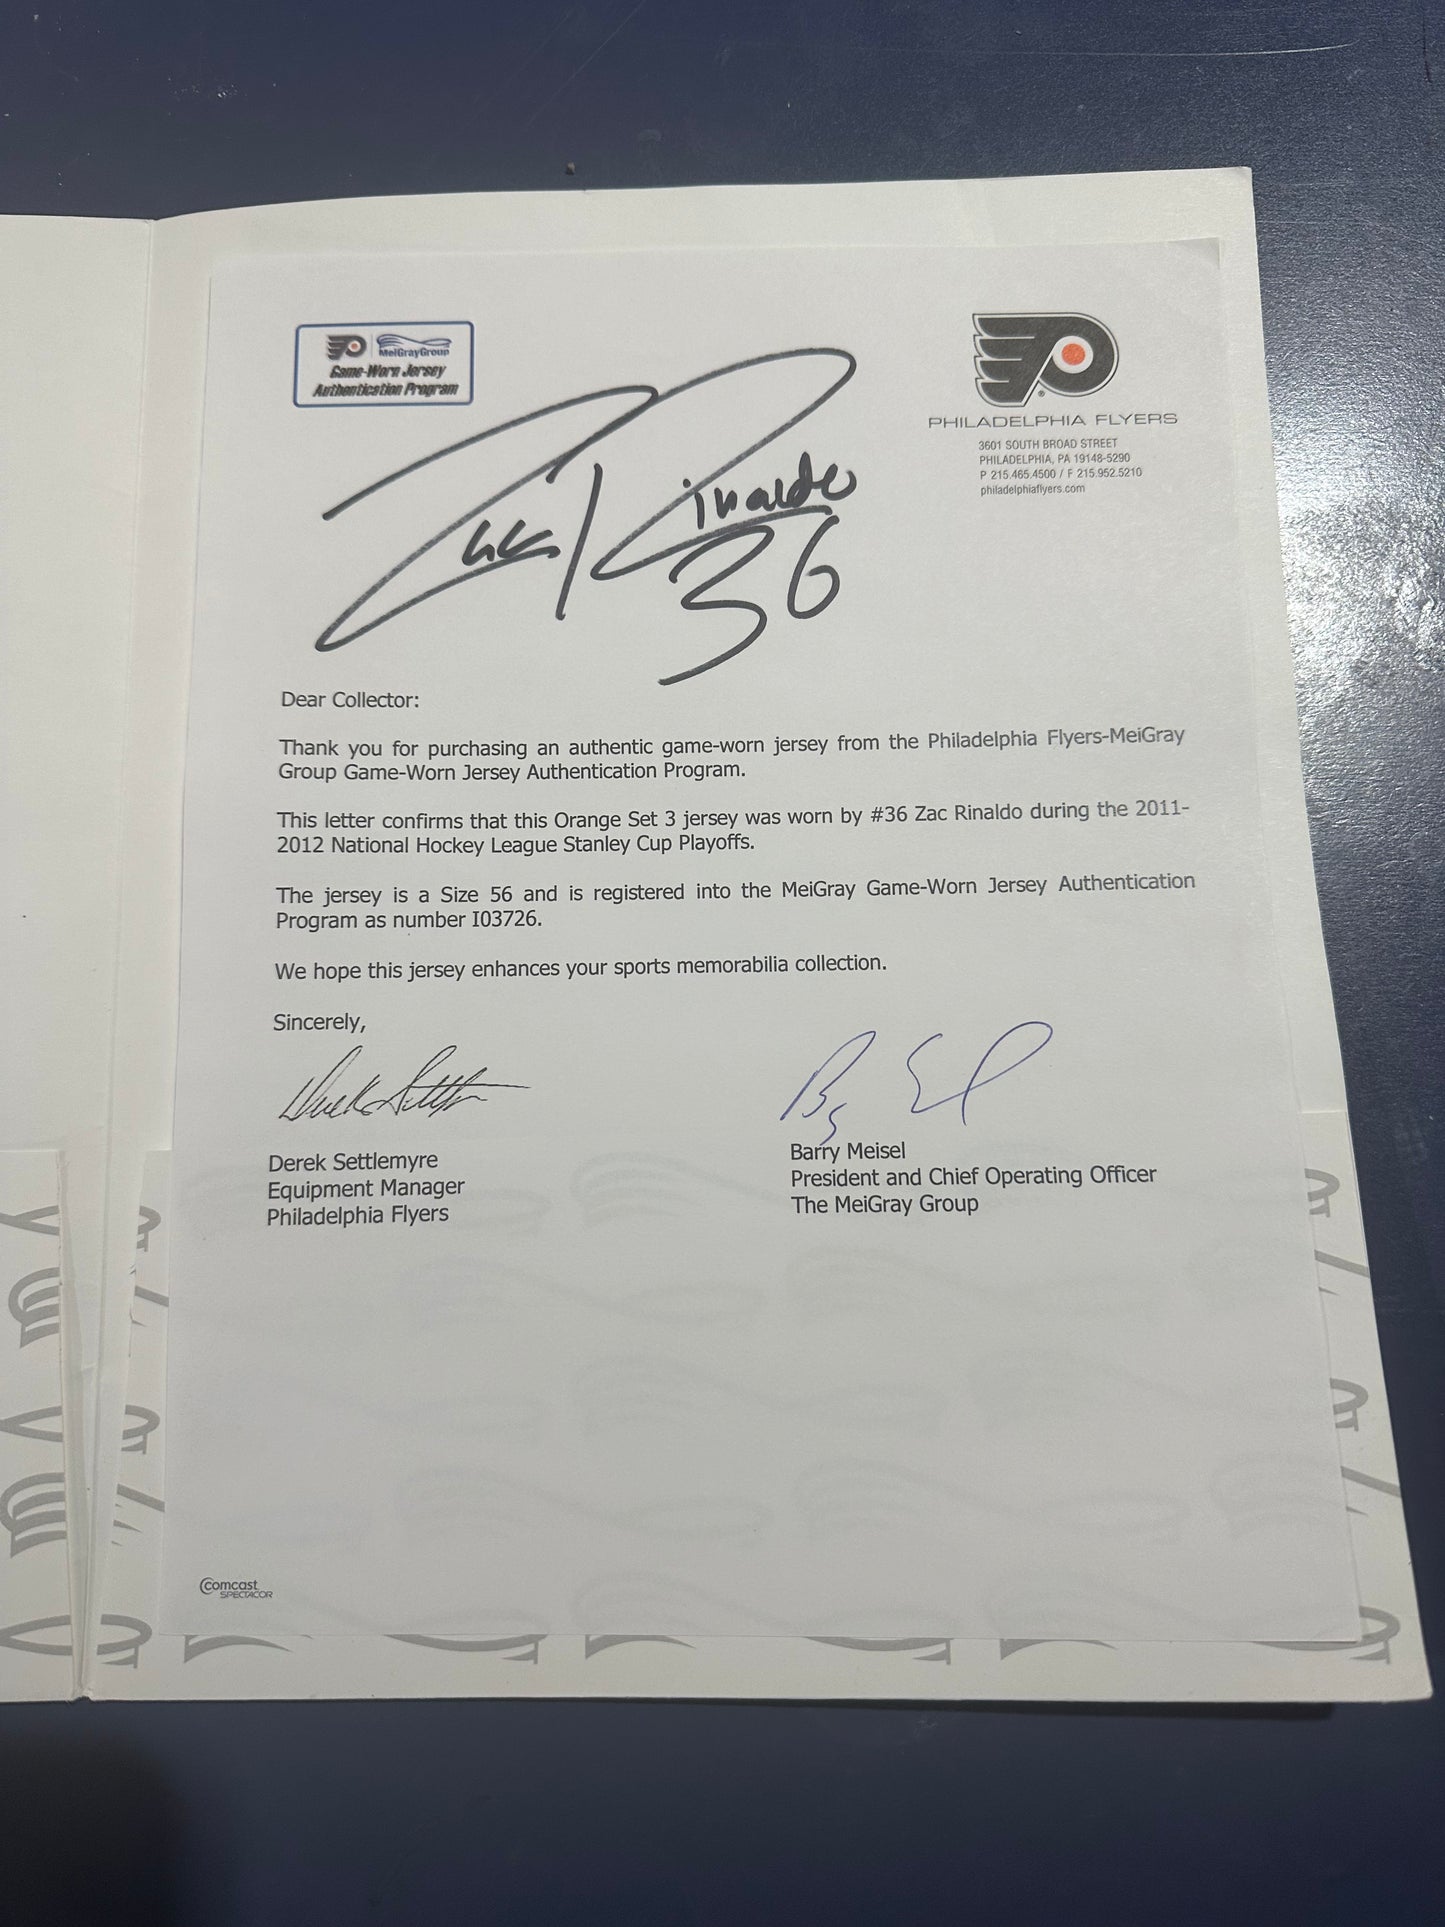 MeiGrayGroup
Game-Worn Jersey
Authentication Program
Zac Rinaldo
36
PHILADELPHIA FLYERS
3601 SOUTH BROAD STREET
PHILADELPHIA, PA 19148-5290
P 215.465.4500 / F 215.952.5210
philadelphiaflyers.com
Dear Collector:
Thank you for purchasing an authentic game-worn jersey from the Philadelphia Flyers-MeiGray
Group Game-Worn Jersey Authentication Program.
This letter confirms that this Orange Set 3 jersey was worn by #36 Zac Rinaldo during the 2011-
2012 National Hockey League Stanley Cup Playoffs.
The jersey is a Size 56 and is registered into the MeiGray Game-Worn Jersey Authentication
Program as number I03726.
We hope this jersey enhances your sports memorabilia collection.
Sincerely,
Derek Settlemyre
Equipment Manager
Philadelphia Flyers
Barry Meisel
President and Chief Operating Officer
The MeiGray Group
comcast
SPECTACOR